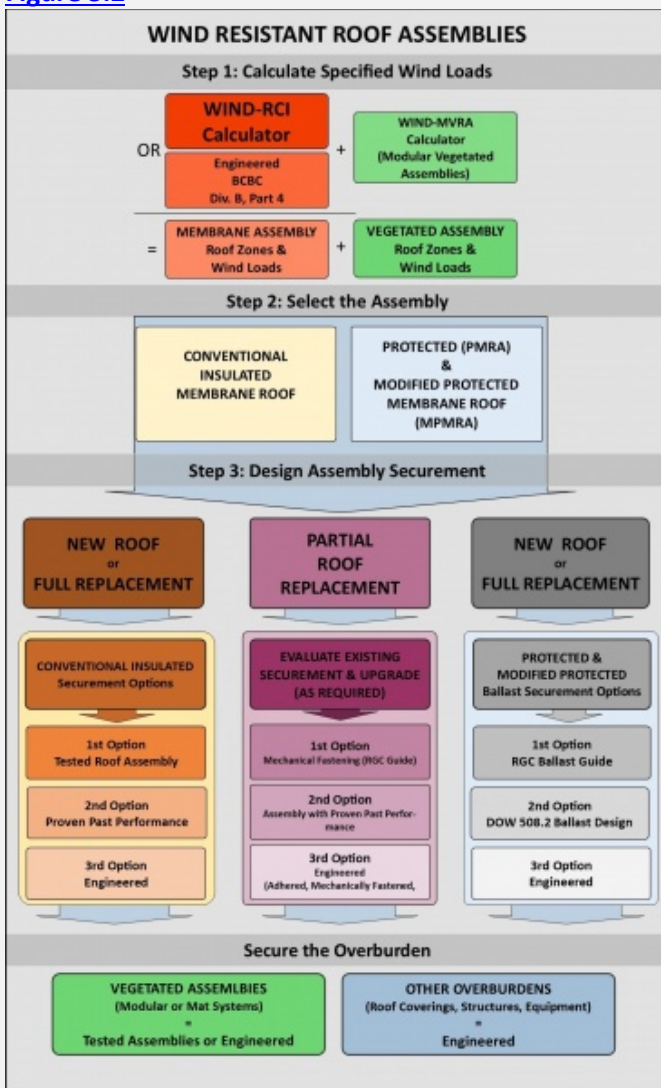 Figure 3.2
WIND RESISTANT ROOF ASSEMBLIES
Step 1: Calculate Specified Wind Loads
OR
WIND-RCI
Calculator
Engineered
BCBC
Div. B, Part 4
+
WIND-MVRA
Calculator
(Modular Vegetated
Assemblies)
=
MEMBRANE ASSEMBLY
Roof Zones &
Wind Loads
+
VEGETATED ASSEMBLY
Roof Zones &
Wind Loads
Step 2: Select the Assembly
CONVENTIONAL
INSULATED
MEMBRANE ROOF
PROTECTED (PMRA)
&
MODIFIED PROTECTED
MEMBRANE ROOF
(MPMRA)
Step 3: Design Assembly Securement
NEW ROOF
or
FULL REPLACEMENT
PARTIAL
ROOF
REPLACEMENT
NEW ROOF
or
FULL REPLACEMENT
CONVENTIONAL INSULATED
Securement Options
1st Option
Tested Roof Assembly
2nd Option
Proven Past Performance
3rd Option
Engineered
EVALUATE EXISTING
SECUREMENT & UPGRADE
(AS REQUIRED)
1st Option
Mechanical Fastening (RGC Guide)
2nd Option
Assembly with Proven Past Perfor-
mance
3rd Option
Engineered
(Adhered, Mechanically Fastened,
PROTECTED &
MODIFIED PROTECTED
Ballast Securement Options
1st Option
RGC Ballast Guide
2nd Option
DOW 508.2 Ballast Design
3rd Option
Engineered
Secure the Overburden
VEGETATED ASSEMLBIES
(Modular or Mat Systems)
=
Tested Assemblies or Engineered
OTHER OVERBURDENS
(Roof Coverings, Structures, Equipment)
=
Engineered